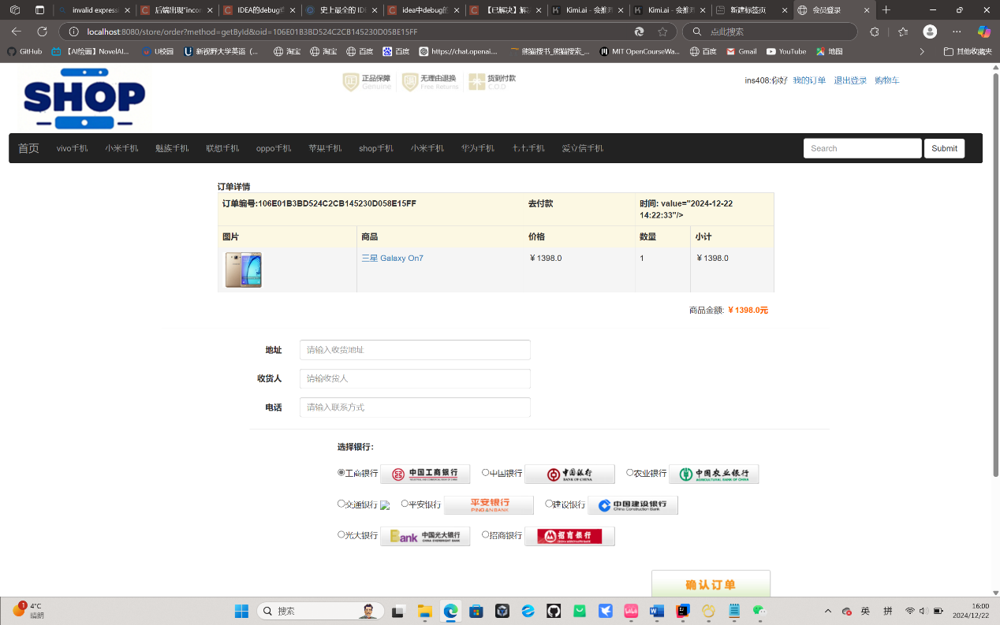 invalid express
后端出现"incor
IDEA的debug
史上最全的 IDE
idea中debug的
【已解决】解
Kimi.ai - 会推
Kimi.ai - 会推
新建标签页
会员登录
localhost:8080/store/order?method=getById&oid=106E01B3BD524C2CB145230D058E15FF
点此搜索
GitHub
【AI绘画】NovelAI...
U校园
新视野大学英语 (...
淘宝
淘宝
百度
百度
https://chat.openai....
熊猫搜书_熊猫搜索_...
MIT OpenCourseWa...
百度
Gmail
YouTube
地图
其他收藏夹
SHOP
正品保障
Genuine
无理由退换
Free Returns
货到付款
C.O.D
ins408:你好 我的订单 退出登录 购物车
首页 vivo手机 小米手机 魅族手机 联想手机 oppo手机 苹果手机 shop手机 小米手机 华为手机 七七手机 爱立信手机 Search Submit
订单详情
订单编号:106E01B3BD524C2CB145230D058E15FF 去付款 时间: value="2024-12-22
14:22:33"/>
图片 商品 价格 数量 小计
三星 Galaxy On7 ￥1398.0 1 ￥1398.0
商品金额: ￥1398.0元
地址 请输入收货地址
收货人 请输收货人
电话 请输入联系方式
选择银行:
工商银行 中国工商银行 中国银行 中国银行 BANK OF CHINA 农业银行 中国农业银行 AGRICULTURAL BANK OF CHINA
交通银行 平安银行 平安银行 PING AN BANK 建设银行 中国建设银行 China Construction Bank
光大银行 Bank 中国光大银行 CHINA EVERBRIGHT BANK 招商银行 招商银行
确认订单
1
4°C
晴朗
搜索
英
拼
16:00
2024/12/22